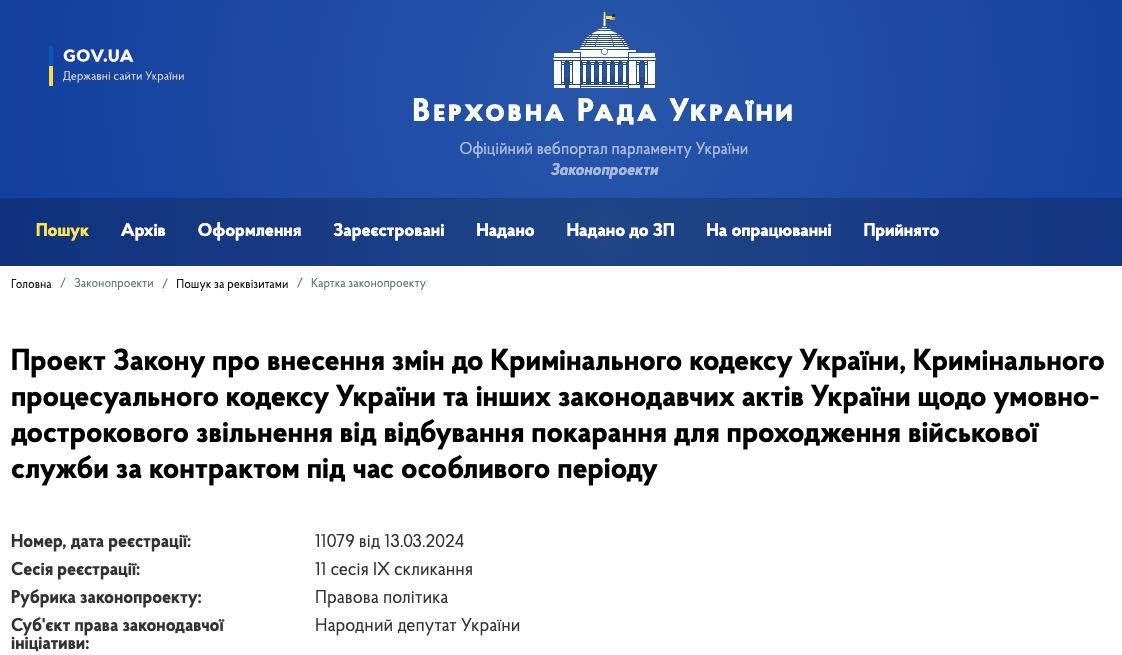 GOV.UA
Державні сайти України
Верховна Рада України
Офіційний вебпортал парламенту України
Законопроекти
Пошук Архів Оформлення Зареєстровані Надано Надано до ЗП На опрацюванні Прийнято
Головна / Законопроекти / Пошук за реквізитами / Картка законопроекту
Проект Закону про внесення змін до Кримінального кодексу України, Кримінального
процесуального кодексу України та інших законодавчих актів України щодо умовно-
дострокового звільнення від відбування покарання для проходження військової
служби за контрактом під час особливого періоду
Номер, дата реєстрації: 11079 від 13.03.2024
Сесія реєстрації: 11 сесія IX скликання
Рубрика законопроекту: Правова політика
Суб'єкт права законодавчої Народний депутат України
ініціативи: